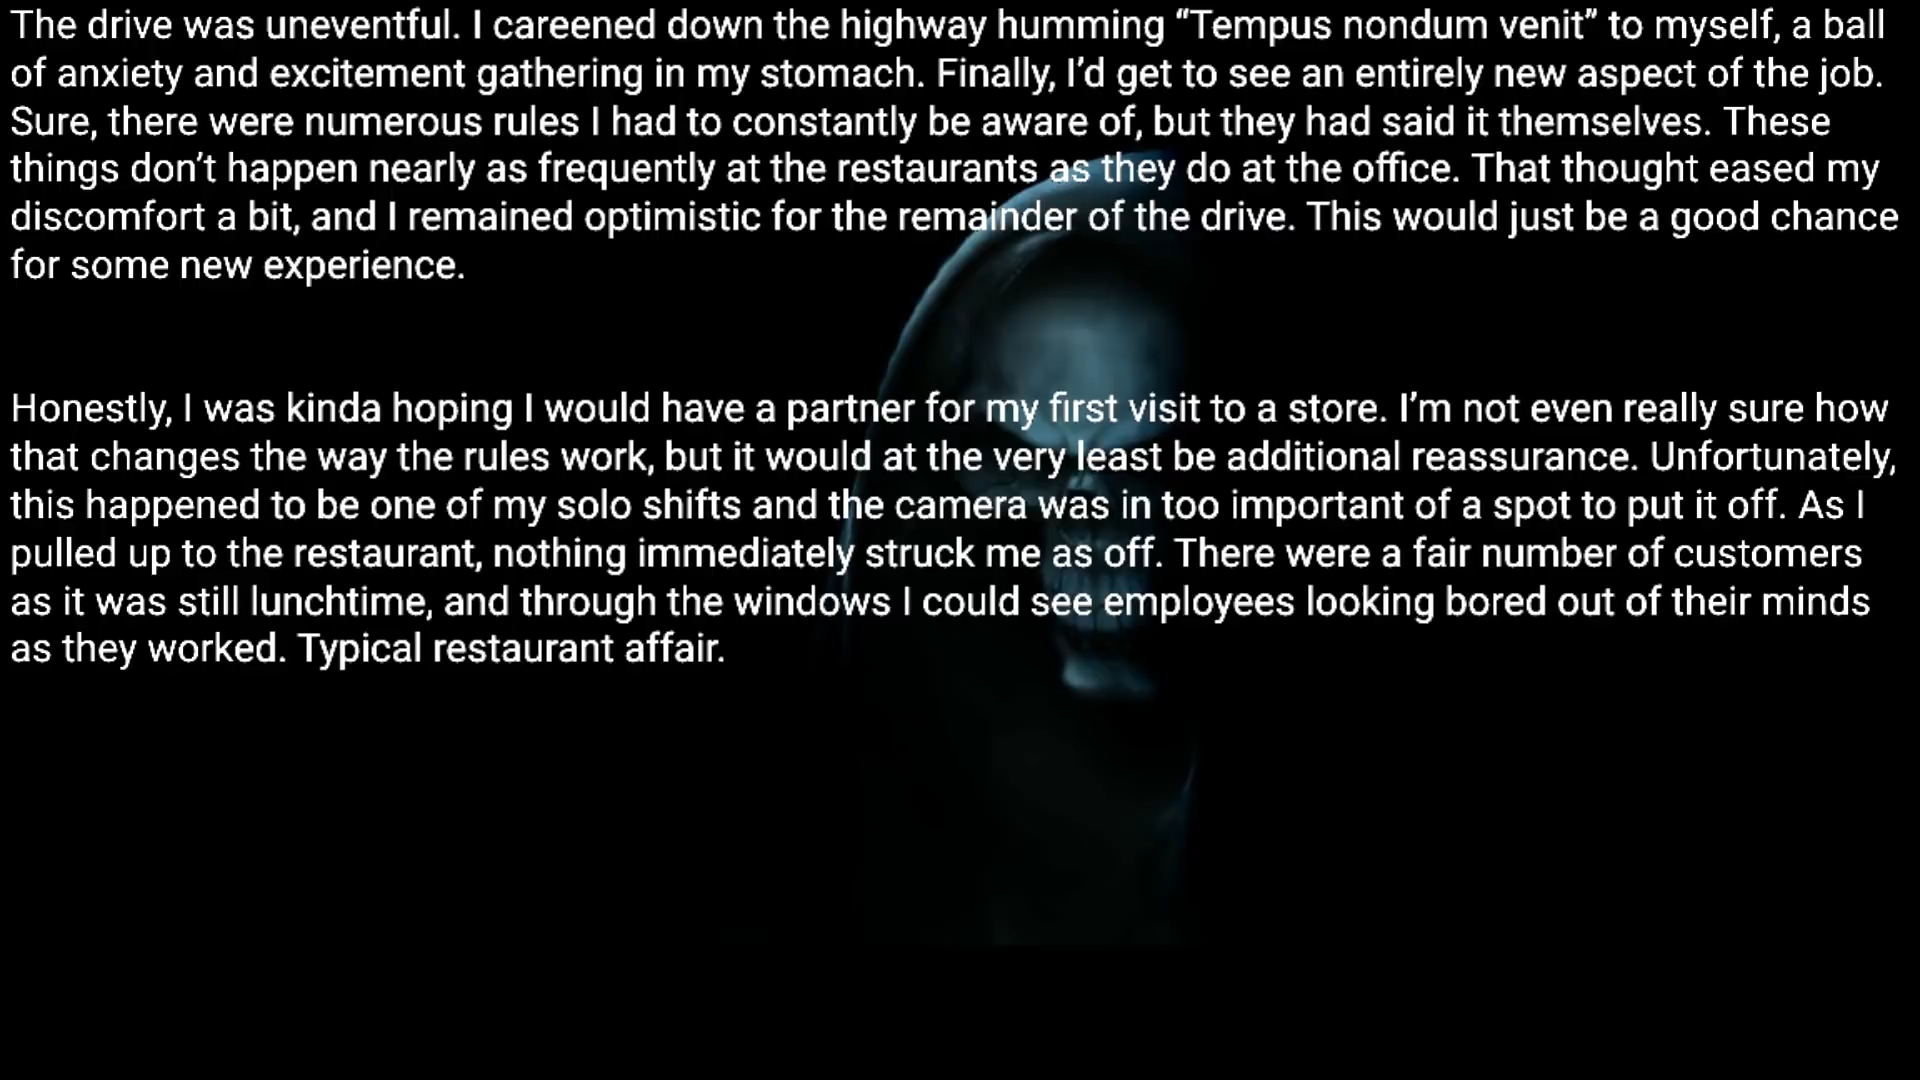 The drive was uneventful. I careened down the highway humming “Tempus nondum venit” to myself, a ball
of anxiety and excitement gathering in my stomach. Finally, I’d get to see an entirely new aspect of the job.
Sure, there were numerous rules I had to constantly be aware of, but they had said it themselves. These
things don’t happen nearly as frequently at the restaurants as they do at the office. That thought eased my
discomfort a bit, and I remained optimistic for the remainder of the drive. This would just be a good chance
for some new experience.
Honestly, I was kinda hoping I would have a partner for my first visit to a store. I’m not even really sure how
that changes the way the rules work, but it would at the very least be additional reassurance. Unfortunately,
this happened to be one of my solo shifts and the camera was in too important of a spot to put it off. As I
pulled up to the restaurant, nothing immediately struck me as off. There were a fair number of customers
as it was still lunchtime, and through the windows I could see employees looking bored out of their minds
as they worked. Typical restaurant affair.